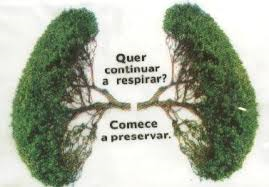 Quer
continuar
a respirar?
Comece
a preservar.